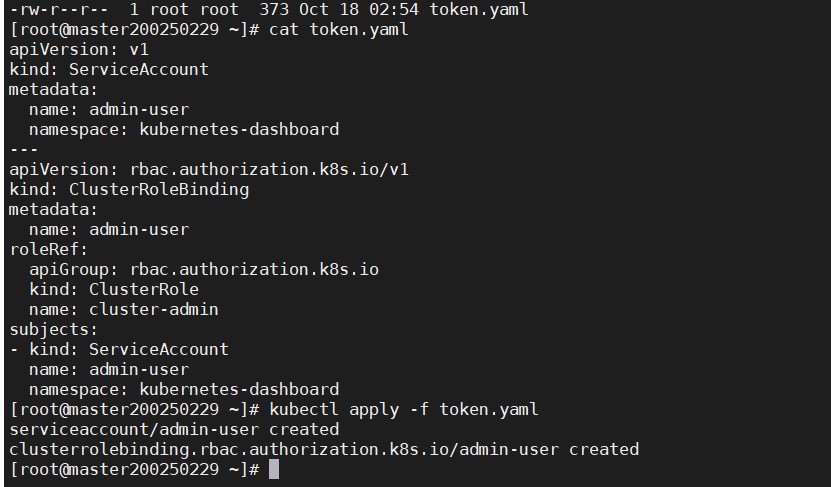 -rw-r--r-- 1 root root 373 Oct 18 02:54 token.yaml
[root@master200250229 ~]# cat token.yaml
apiVersion: v1
kind: ServiceAccount
metadata:
  name: admin-user
  namespace: kubernetes-dashboard
---
apiVersion: rbac.authorization.k8s.io/v1
kind: ClusterRoleBinding
metadata:
  name: admin-user
roleRef:
  apiGroup: rbac.authorization.k8s.io
  kind: ClusterRole
  name: cluster-admin
subjects:
- kind: ServiceAccount
  name: admin-user
  namespace: kubernetes-dashboard
[root@master200250229 ~]# kubectl apply -f token.yaml
serviceaccount/admin-user created
clusterrolebinding.rbac.authorization.k8s.io/admin-user created
[root@master200250229 ~]#